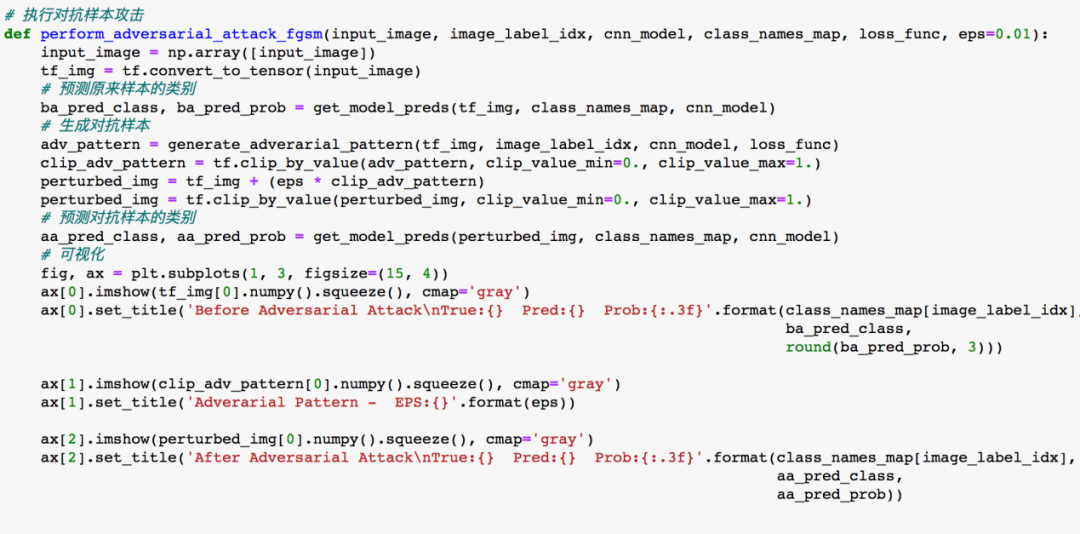 # 执行对抗样本攻击
def perform_adversarial_attack_fgsm(input_image, image_label_idx, cnn_model, class_names_map, loss_func, eps=0.01):
    input_image = np.array([input_image])
    tf_img = tf.convert_to_tensor(input_image)
    # 预测原来样本的类别
    ba_pred_class, ba_pred_prob = get_model_preds(tf_img, class_names_map, cnn_model)
    # 生成对抗样本
    adv_pattern = generate_adverarial_pattern(tf_img, image_label_idx, cnn_model, loss_func)
    clip_adv_pattern = tf.clip_by_value(adv_pattern, clip_value_min=0., clip_value_max=1.)
    perturbed_img = tf_img + (eps * clip_adv_pattern)
    perturbed_img = tf.clip_by_value(perturbed_img, clip_value_min=0., clip_value_max=1.)
    # 预测对抗样本的类别
    aa_pred_class, aa_pred_prob = get_model_preds(perturbed_img, class_names_map, cnn_model)
    # 可视化
    fig, ax = plt.subplots(1, 3, figsize=(15, 4))
    ax[0].imshow(tf_img[0].numpy().squeeze(), cmap='gray')
    ax[0].set_title('Before Adversarial Attack\nTrue:{}  Pred:{}  Prob:{:.3f}'.format(class_names_map[image_label_idx],
                                                                                      ba_pred_class,
                                                                                      round(ba_pred_prob, 3)))

    ax[1].imshow(clip_adv_pattern[0].numpy().squeeze(), cmap='gray')
    ax[1].set_title('Adverarial Pattern -  EPS:{}'.format(eps))

    ax[2].imshow(perturbed_img[0].numpy().squeeze(), cmap='gray')
    ax[2].set_title('After Adversarial Attack\nTrue:{}  Pred:{}  Prob:{:.3f}'.format(class_names_map[image_label_idx],
                                                                                     aa_pred_class,
                                                                                     aa_pred_prob))